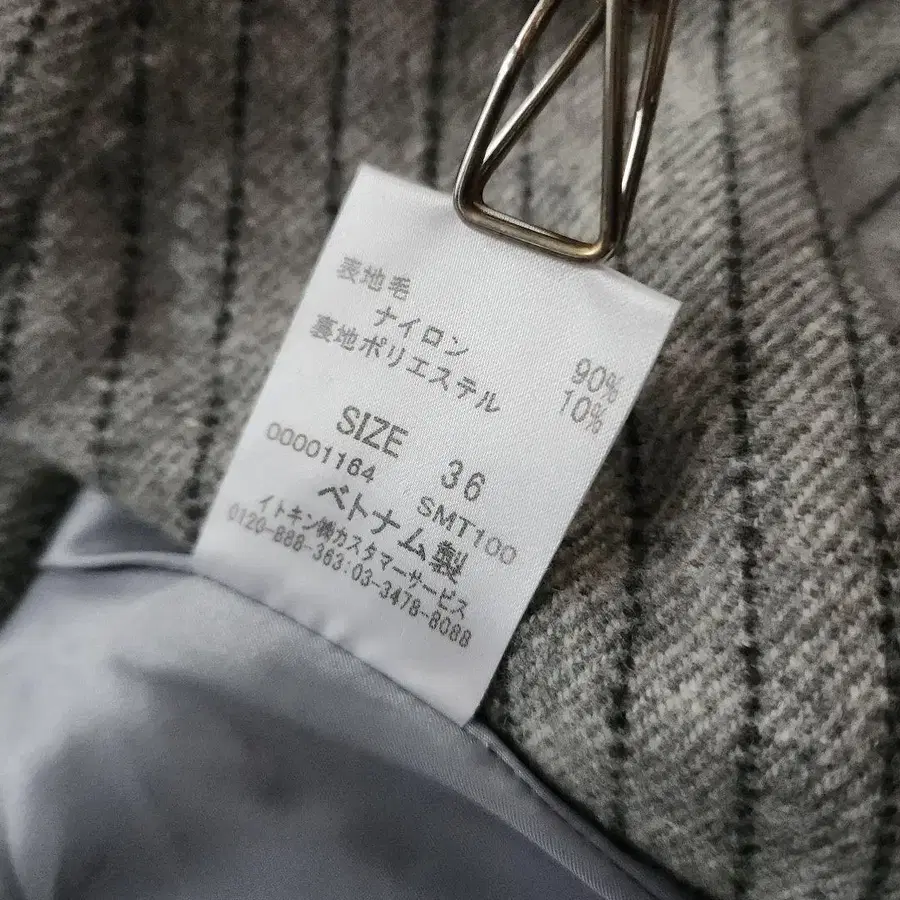 表地毛 90%
ナイロン 10%
裏地ポリエステル
SIZE 36
00001164 SMT100
ベトナム製
イトキン㈱カスタマーサービス
0120-888-363:03-3478-8088